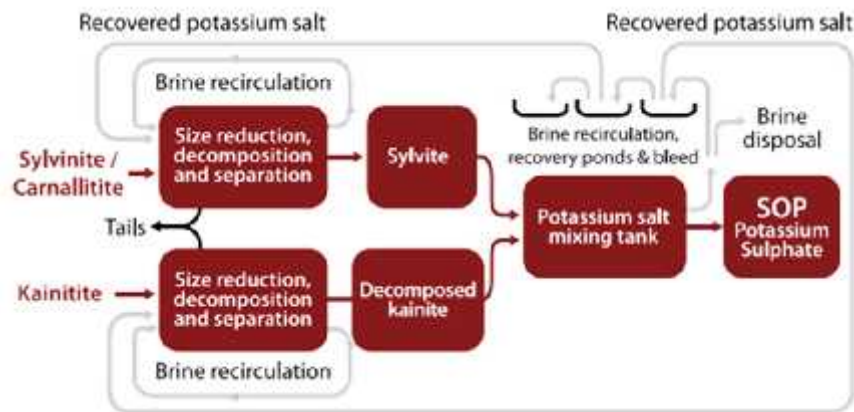 Recovered potassium salt
Recovered potassium salt
Brine recirculation
Size reduction,
decomposition
and separation
Sylvite
Brine recirculation,
recovery ponds & bleed
Brine
disposal
Sylvinite /
Carnallitite
Tails
Potassium salt
mixing tank
SOP
Potassium
Sulphate
Kainitite
Size reduction,
decomposition
and separation
Decomposed
kainite
Brine recirculation